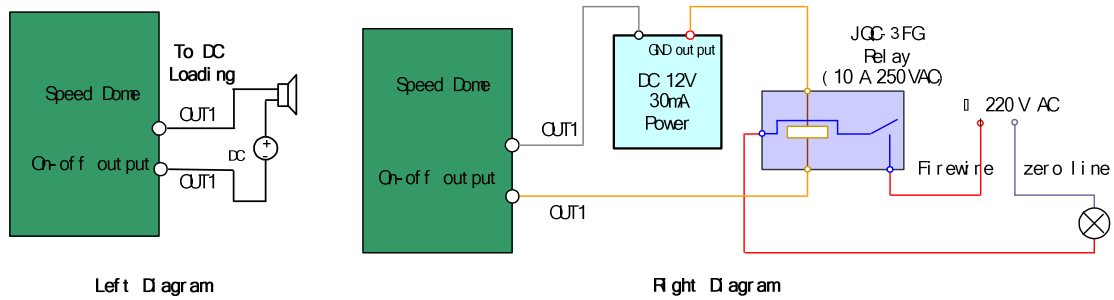 To DC
Loading
Speed Dome
OUT1
DC
On-off output
OUT1
Left Diagram
Speed Dome
OUT1
On-off output
OUT1
GND output
DC 12V
30mA
Power
JQC-3FG
Relay
(10 A 250VAC)
220V AC
Firewire
zero line
Right Diagram